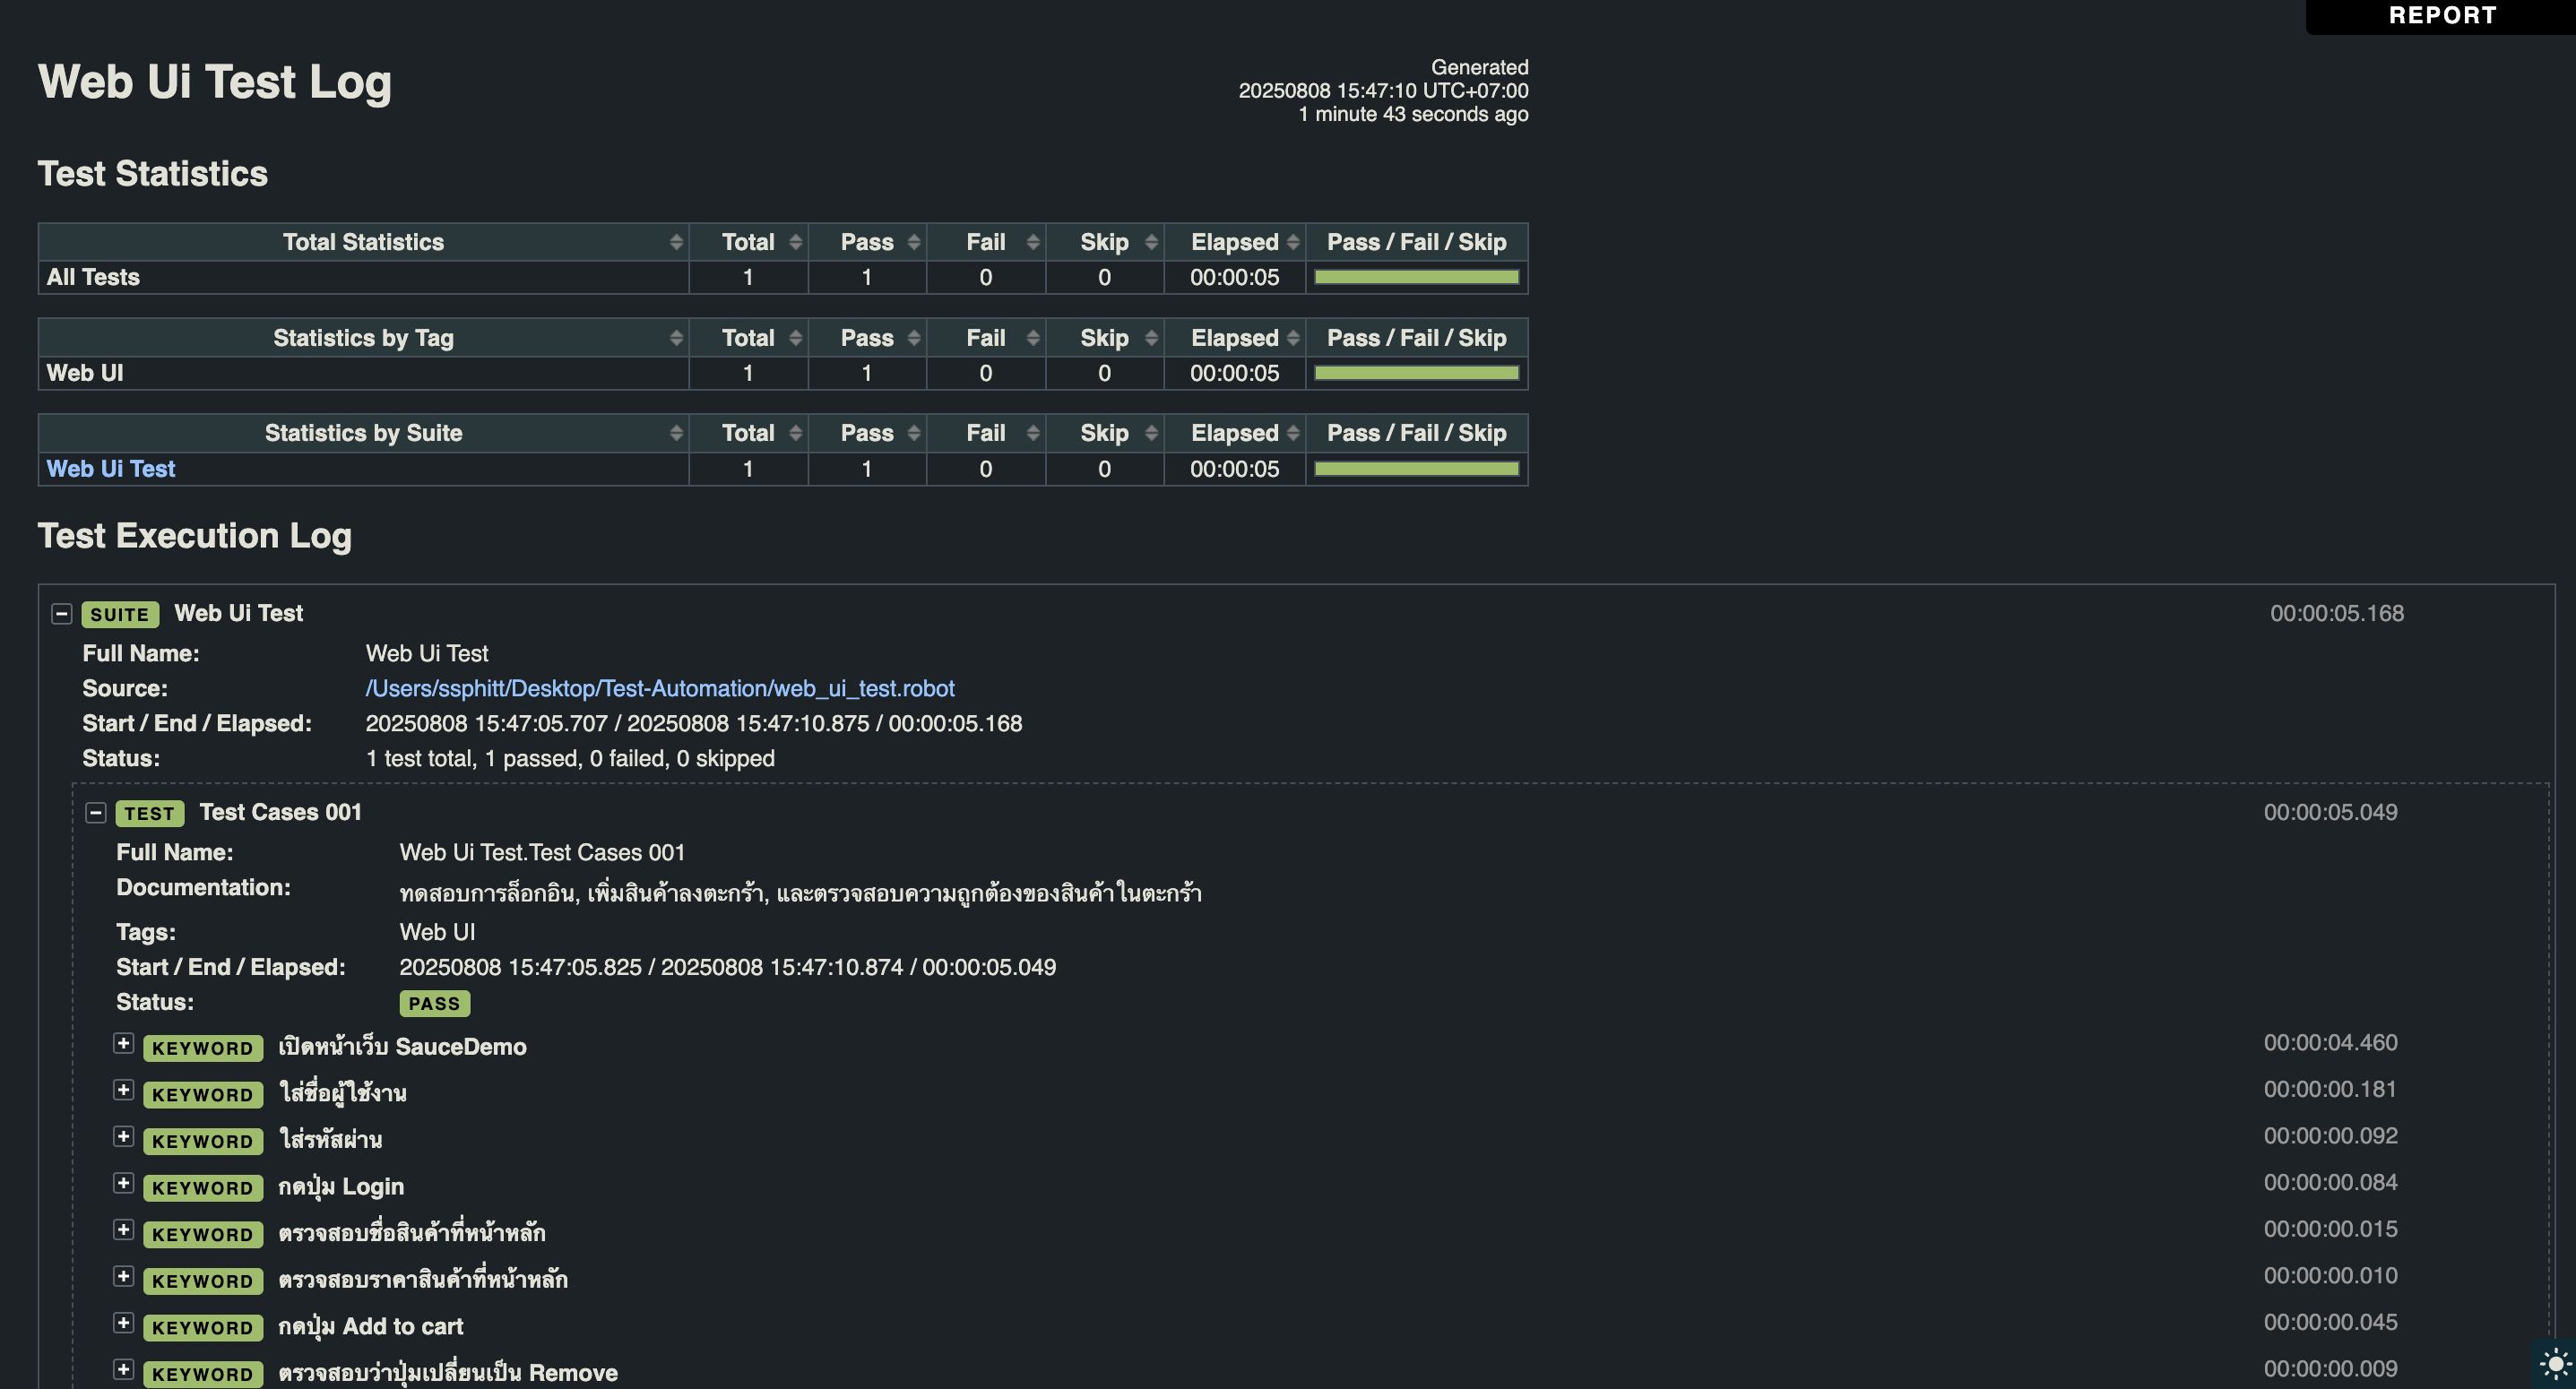 REPORT
Web Ui Test Log
Generated
20250808 15:47:10 UTC+07:00
1 minute 43 seconds ago
Test Statistics
Total Statistics Total Pass Fail Skip Elapsed Pass / Fail / Skip
All Tests 1 1 0 0 00:00:05
Statistics by Tag Total Pass Fail Skip Elapsed Pass / Fail / Skip
Web UI 1 1 0 0 00:00:05
Statistics by Suite Total Pass Fail Skip Elapsed Pass / Fail / Skip
Web Ui Test 1 1 0 0 00:00:05
Test Execution Log
SUITE Web Ui Test 00:00:05.168
Full Name: Web Ui Test
Source: /Users/ssphitt/Desktop/Test-Automation/web_ui_test.robot
Start / End / Elapsed: 20250808 15:47:05.707 / 20250808 15:47:10.875 / 00:00:05.168
Status: 1 test total, 1 passed, 0 failed, 0 skipped
TEST Test Cases 001 00:00:05.049
Full Name: Web Ui Test.Test Cases 001
Documentation: ทดสอบการล็อกอิน, เพิ่มสินค้าลงตะกร้า, และตรวจสอบความถูกต้องของสินค้าในตะกร้า
Tags: Web UI
Start / End / Elapsed: 20250808 15:47:05.825 / 20250808 15:47:10.874 / 00:00:05.049
Status: PASS
KEYWORD เปิดหน้าเว็บ SauceDemo 00:00:04.460
KEYWORD ใส่ชื่อผู้ใช้งาน 00:00:00.181
KEYWORD ใส่รหัสผ่าน 00:00:00.092
KEYWORD กดปุ่ม Login 00:00:00.084
KEYWORD ตรวจสอบชื่อสินค้าที่หน้าหลัก 00:00:00.015
KEYWORD ตรวจสอบราคาสินค้าที่หน้าหลัก 00:00:00.010
KEYWORD กดปุ่ม Add to cart 00:00:00.045
KEYWORD ตรวจสอบว่าปุ่มเปลี่ยนเป็น Remove 00:00:00.009